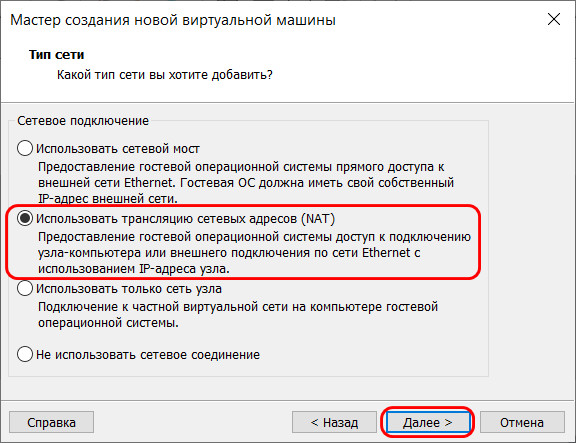 Мастер создания новой виртуальной машины
Тип сети
Какой тип сети вы хотите добавить?
Сетевое подключение
Использовать сетевой мост
Предоставление гостевой операционной системы прямого доступа к
внешней сети Ethernet. Гостевая ОС должна иметь свой собственный
IP-адрес внешней сети.
Использовать трансляцию сетевых адресов (NAT)
Предоставление гостевой операционной системы доступ к подключению
узла-компьютера или внешнего подключения по сети Ethernet с
использованием IP-адреса узла.
Использовать только сеть узла
Подключение к частной виртуальной сети на компьютере гостевой
операционной системы.
Не использовать сетевое соединение
Справка
< Назад
Далее >
Отмена